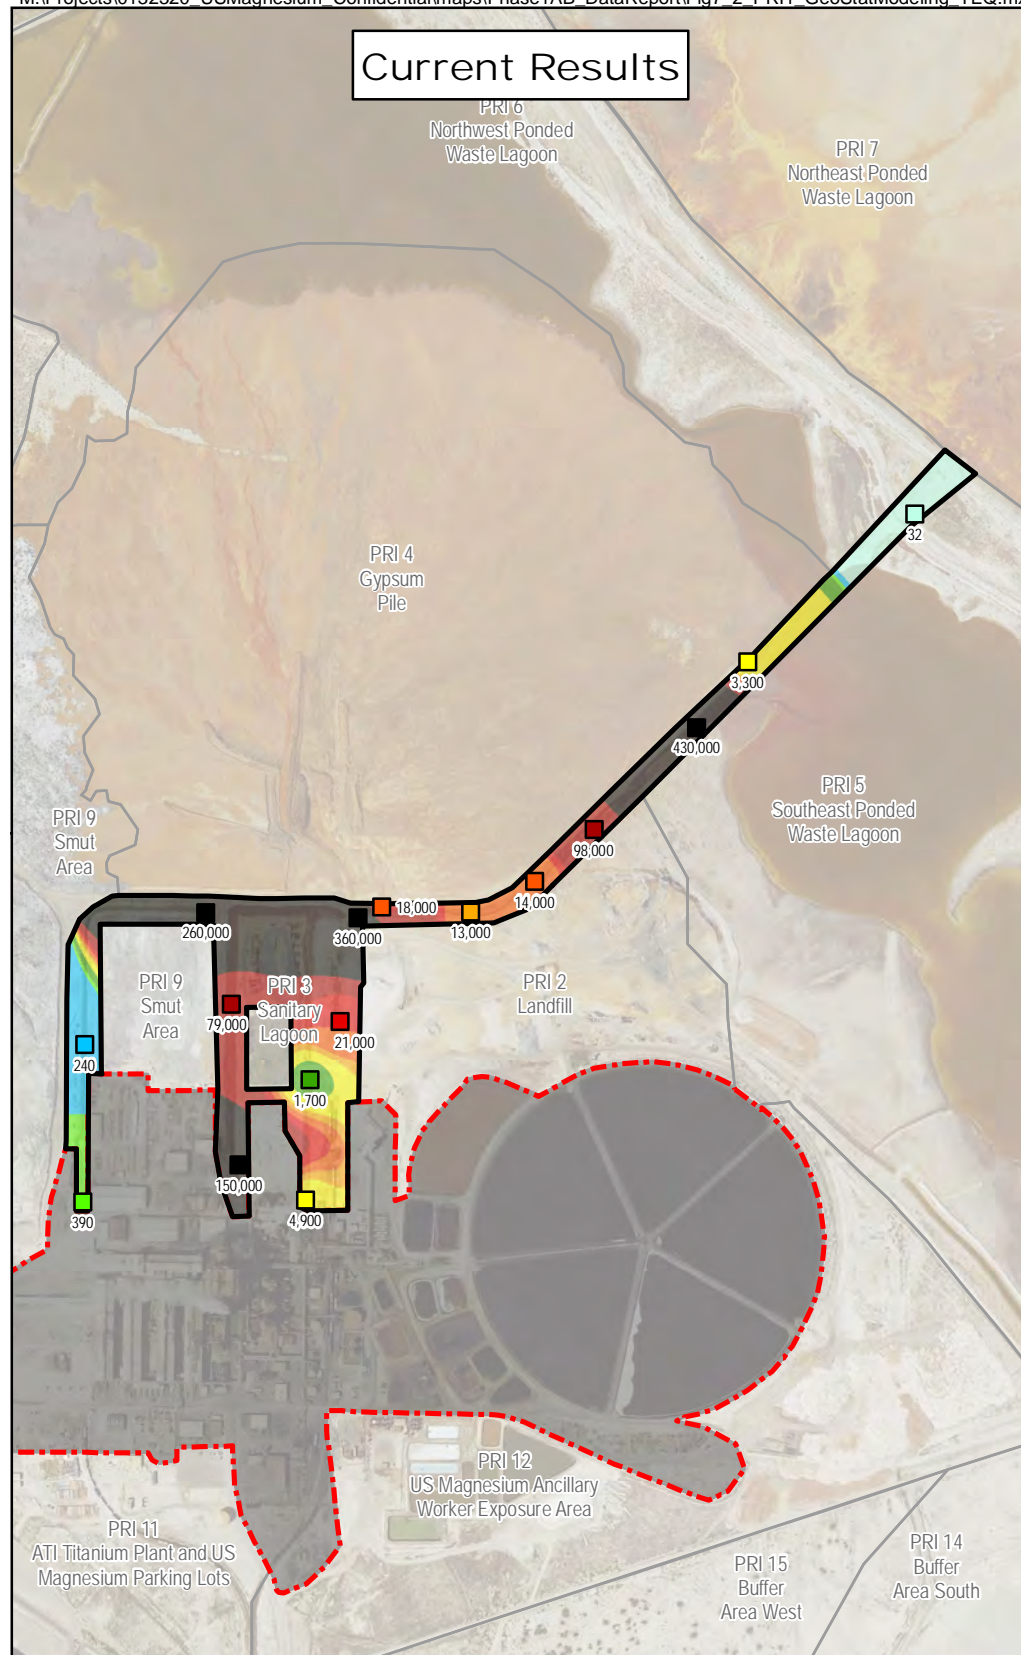 Current Results
PRI 6
Northwest Ponded
Waste Lagoon
PRI 7
Northeast Ponded
Waste Lagoon
32
PRI 4
Gypsum
Pile
3,300
430,000
PRI 5
Southeast Ponded
Waste Lagoon
PRI 9
Smut
Area
98,000
14,000
18,000
13,000
260,000
360,000
PRI 9
Smut
Area
PRI 3
Sanitary
Lagoon
PRI 2
Landfill
79,000
21,000
240
1,700
150,000
390
4,900
PRI 12
US Magnesium Ancillary
Worker Exposure Area
PRI 11
ATI Titanium Plant and US
Magnesium Parking Lots
PRI 15
Buffer
Area West
PRI 14
Buffer
Area South